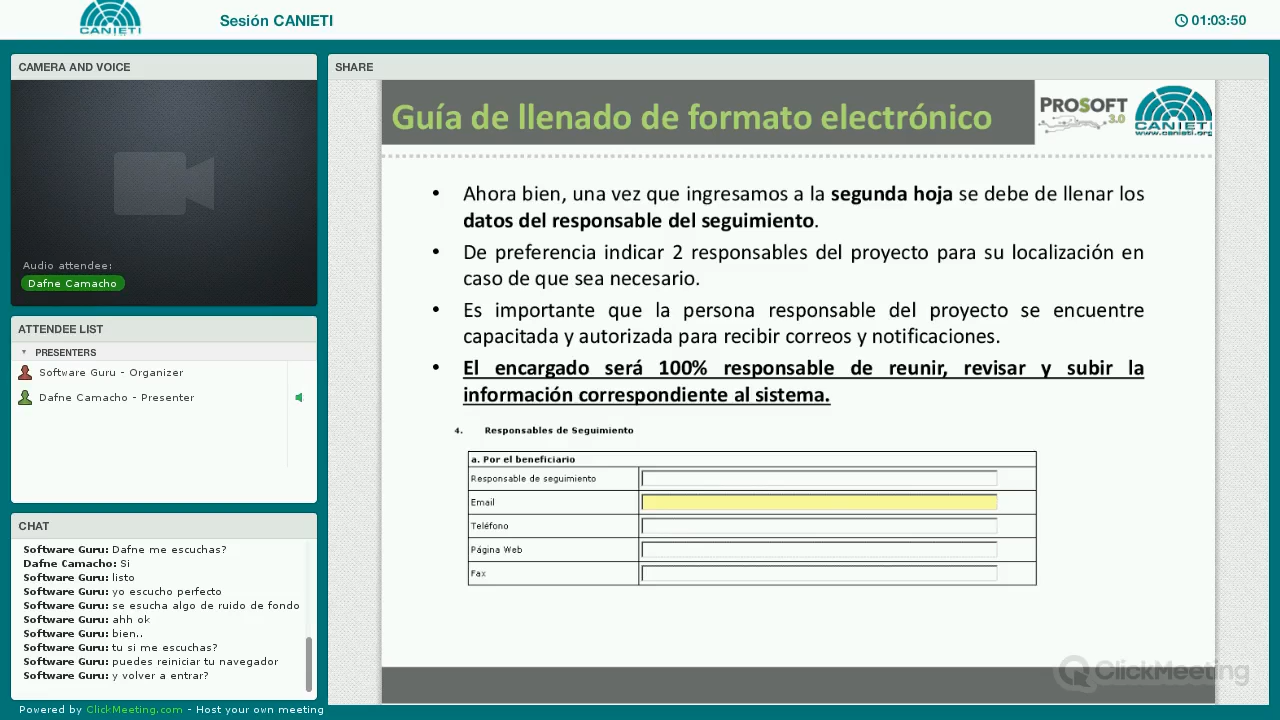 CANIETI
Sesión CANIETI
01:03:50
CAMERA AND VOICE
Audio attendee:
Dafne Camacho
ATTENDEE LIST
PRESENTERS
Software Guru - Organizer
Dafne Camacho - Presenter
CHAT
Software Guru: Dafne me escuchas?
Dafne Camacho: Si
Software Guru: listo
Software Guru: yo escucho perfecto
Software Guru: se esucha algo de ruido de fondo
Software Guru: ahh ok
Software Guru: bien..
Software Guru: tu si me escuchas?
Software Guru: puedes reiniciar tu navegador
Software Guru: y volver a entrar?
Powered by ClickMeeting.com - Host your own meeting
SHARE
Guía de llenado de formato electrónico
PROSOFT
3.0
CANIETI
www.canieti.org
• Ahora bien, una vez que ingresamos a la segunda hoja se debe de llenar los
datos del responsable del seguimiento.
• De preferencia indicar 2 responsables del proyecto para su localización en
caso de que sea necesario.
• Es importante que la persona responsable del proyecto se encuentre
capacitada y autorizada para recibir correos y notificaciones.
• El encargado será 100% responsable de reunir, revisar y subir la
información correspondiente al sistema.
4. Responsables de Seguimiento
a. Por el beneficiario
Responsable de seguimiento
Email
Teléfono
Página Web
Fax
ClickMeeting